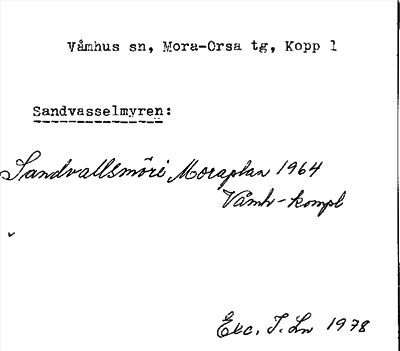 Våmhus sn, Mora-Orsa tg, Kopp 1
Sandvasselmyren:
Sandvallsmöri Moraplan 1964
Våmh-kompl
Exc. T. Ln 1978